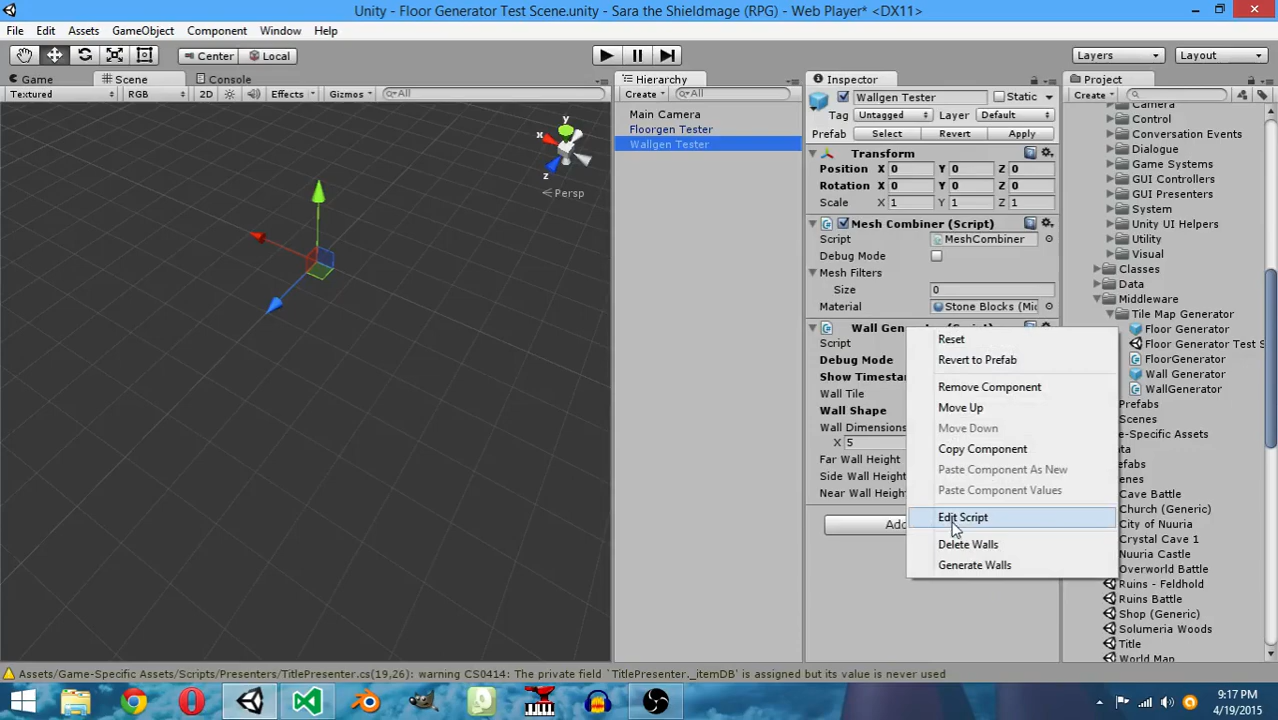 Unity - Floor Generator Test Scene.unity - Sara the Shieldmage (RPG) - Web Player* <DX11>
File Edit Assets GameObject Component Window Help
Center Local Layers Layout
Game Scene Console
Textured RGB 2D Effects Gizmos All
y
x
z
Persp
Hierarchy
Create All
Main Camera
Floorgen Tester
Wallgen Tester
Inspector
Wallgen Tester Static
Tag Untagged Layer Default
Prefab Select Revert Apply
Transform
Position X 0 Y 0 Z 0
Rotation X 0 Y 0 Z 0
Scale X 1 Y 1 Z 1
Mesh Combiner (Script)
Script MeshCombiner
Debug Mode
Mesh Filters
Size 0
Material Stone Blocks (Mic
Script
Debug Mode
Show Timesta
Wall Tile
Wall Shape
Wall Dimensions
X 5
Far Wall Height
Side Wall Height
Near Wall Heigh
Add
Reset
Revert to Prefab
Remove Component
Move Up
Move Down
Copy Component
Paste Component As New
Paste Component Values
Edit Script
Delete Walls
Generate Walls
Project
Create
Camera
Control
Conversation Events
Dialogue
Game Systems
GUI Controllers
GUI Presenters
System
Unity UI Helpers
Utility
Visual
Classes
Data
Middleware
Tile Map Generator
Floor Generator
Floor Generator Test S
FloorGenerator
Wall Generator
WallGenerator
Prefabs
Scenes
e-Specific Assets
ta
fabs
enes
Cave Battle
Church (Generic)
City of Nuuria
Crystal Cave 1
Nuuria Castle
Overworld Battle
Ruins - Feldhold
Ruins Battle
Shop (Generic)
Solumeria Woods
Title
World Map
Assets/Game-Specific Assets/Scripts/Presenters/TitlePresenter.cs(19,26): warning CS0414: The private field `TitlePresenter._itemDB' is assigned but its value is never used
9:17 PM
4/19/2015